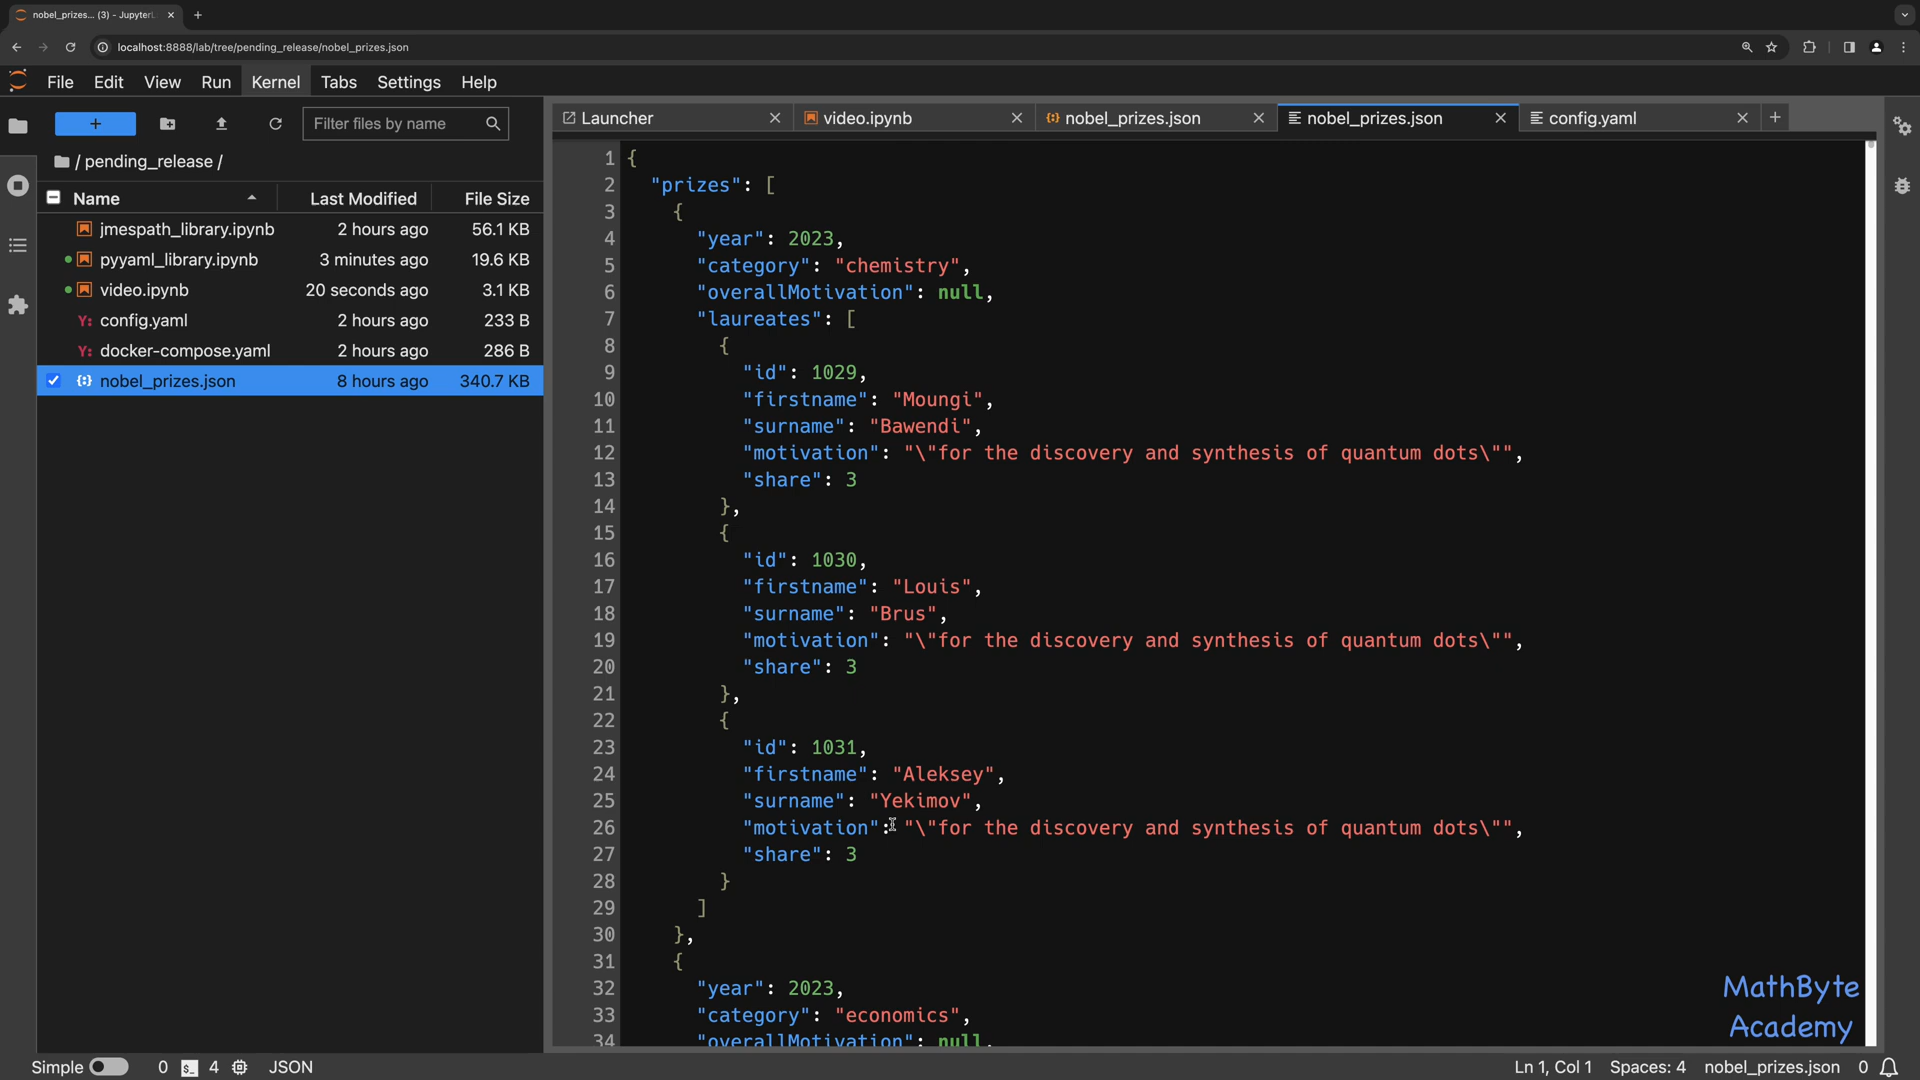 nobel_prizes... (3) - JupyterL
localhost:8888/lab/tree/pending_release/nobel_prizes.json
File Edit View Run Kernel Tabs Settings Help
Filter files by name
/ pending_release /
Name Last Modified File Size
jmespath_library.ipynb 2 hours ago 56.1 KB
pyyaml_library.ipynb 3 minutes ago 19.6 KB
video.ipynb 20 seconds ago 3.1 KB
config.yaml 2 hours ago 233 B
docker-compose.yaml 2 hours ago 286 B
nobel_prizes.json 8 hours ago 340.7 KB
Launcher video.ipynb nobel_prizes.json nobel_prizes.json config.yaml
1 {
2 "prizes": [
3 {
4 "year": 2023,
5 "category": "chemistry",
6 "overallMotivation": null,
7 "laureates": [
8 {
9 "id": 1029,
10 "firstname": "Moungi",
11 "surname": "Bawendi",
12 "motivation": "\"for the discovery and synthesis of quantum dots\"",
13 "share": 3
14 },
15 {
16 "id": 1030,
17 "firstname": "Louis",
18 "surname": "Brus",
19 "motivation": "\"for the discovery and synthesis of quantum dots\"",
20 "share": 3
21 },
22 {
23 "id": 1031,
24 "firstname": "Aleksey",
25 "surname": "Yekimov",
26 "motivation": "\"for the discovery and synthesis of quantum dots\"",
27 "share": 3
28 }
29 ]
30 },
31 {
32 "year": 2023,
33 "category": "economics",
34 "overallMotivation": null,
MathByte
Academy
Simple 0 4 JSON Ln 1, Col 1 Spaces: 4 nobel_prizes.json 0